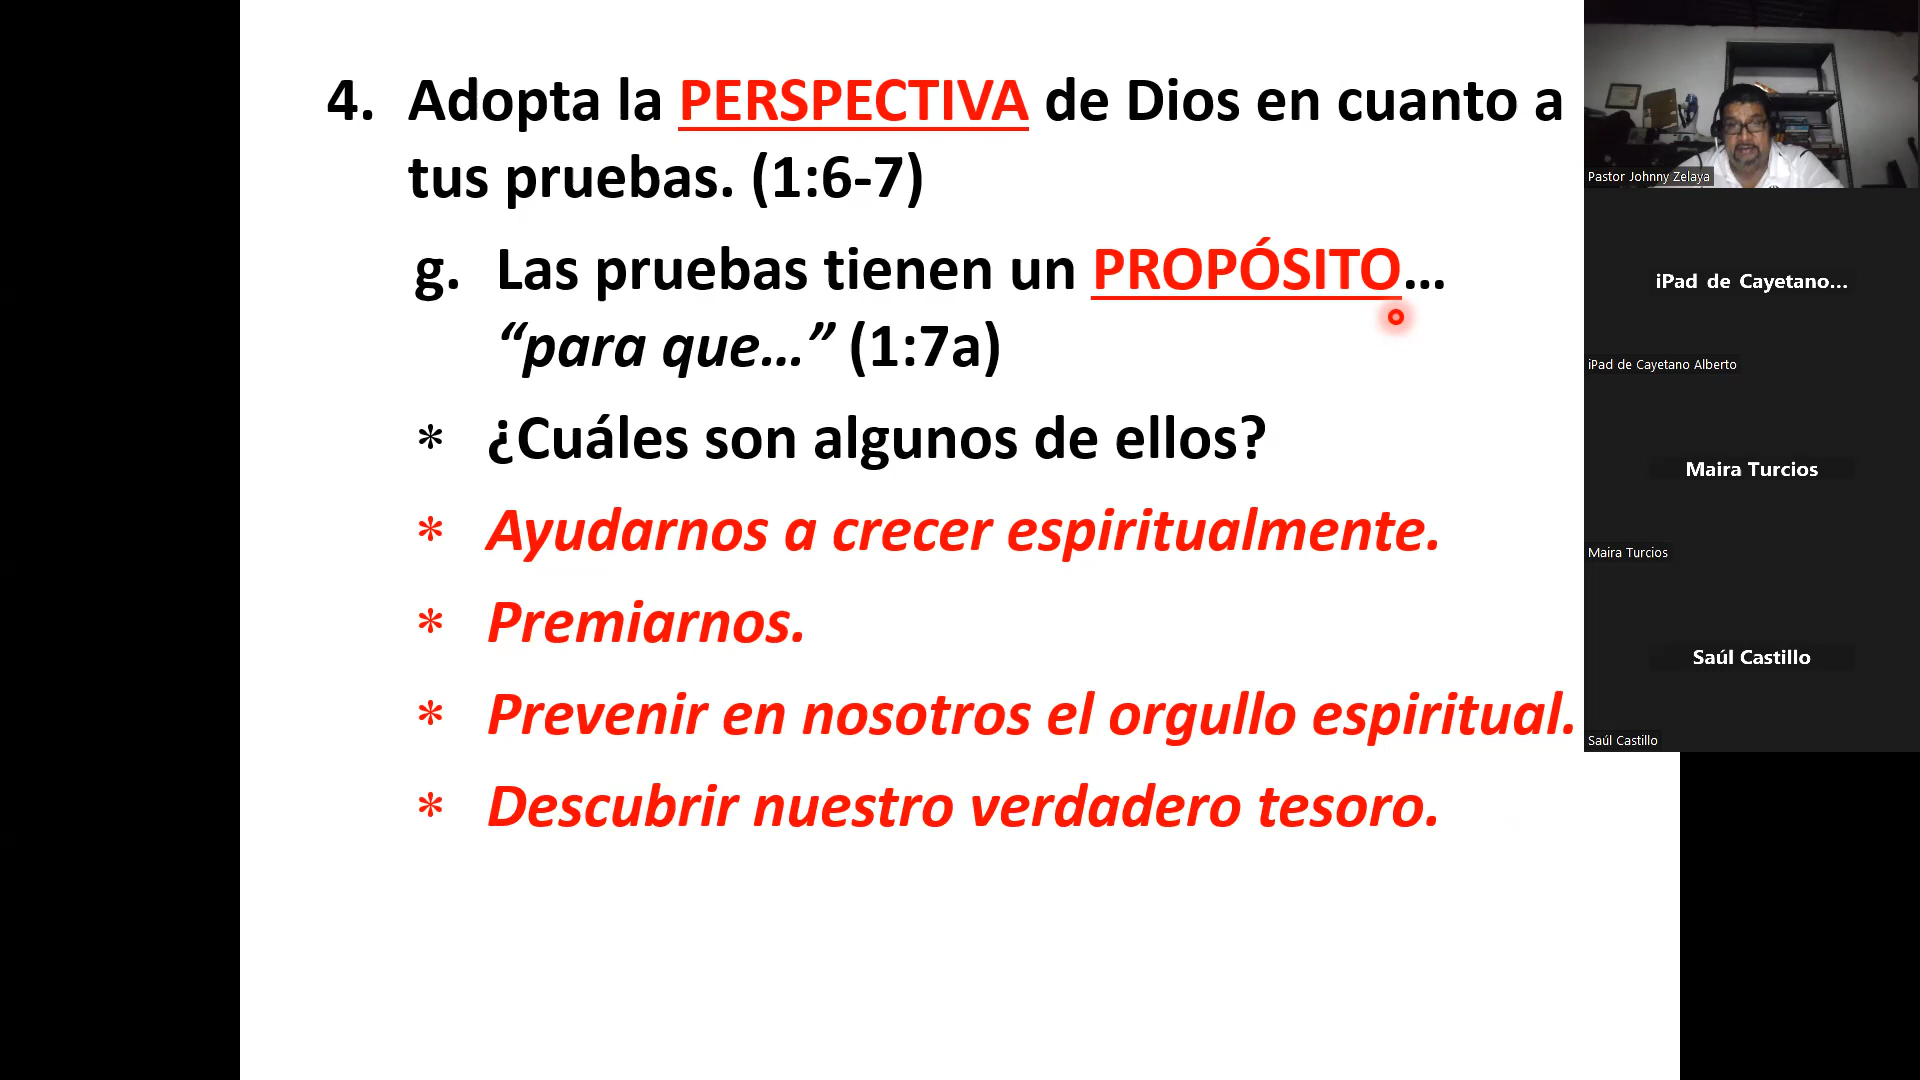 4. Adopta la PERSPECTIVA de Dios en cuanto a
tus pruebas. (1:6-7)
g. Las pruebas tienen un PROPÓSITO...
“para que...” (1:7a)
* ¿Cuáles son algunos de ellos?
* Ayudarnos a crecer espiritualmente.
* Premiarnos.
* Prevenir en nosotros el orgullo espiritual.
* Descubrir nuestro verdadero tesoro.
Pastor Johnny Zelaya
iPad de Cayetano...
iPad de Cayetano Alberto
Maira Turcios
Maira Turcios
Saúl Castillo
Saúl Castillo